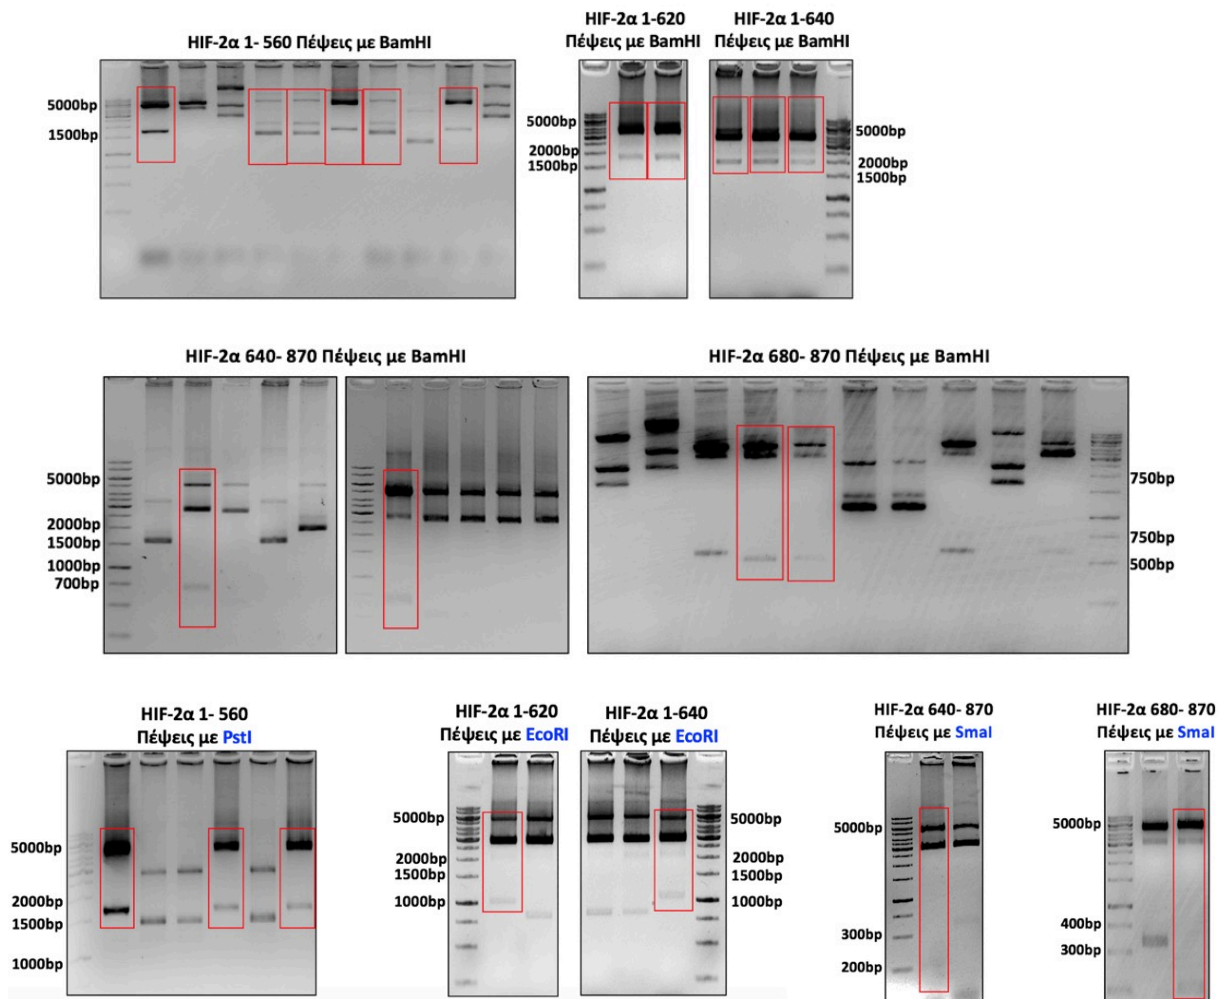 HIF-2α 1- 560 Πέψεις με BamHI
5000bp
1500bp
HIF-2α 1-620
Πέψεις με BamHI
5000bp
2000bp
1500bp
HIF-2α 1-640
Πέψεις με BamHI
5000bp
2000bp
1500bp
HIF-2α 640- 870 Πέψεις με BamHI
5000bp
2000bp
1500bp
1000bp
700bp
HIF-2α 680- 870 Πέψεις με BamHI
750bp
750bp
500bp
HIF-2α 1- 560
Πέψεις με PstI
5000bp
2000bp
1500bp
1000bp
HIF-2α 1-620
Πέψεις με EcoRI
5000bp
2000bp
1500bp
1000bp
HIF-2α 1-640
Πέψεις με EcoRI
5000bp
2000bp
1500bp
1000bp
HIF-2α 640- 870
Πέψεις με SmaI
5000bp
300bp
200bp
HIF-2α 680- 870
Πέψεις με SmaI
5000bp
400bp
300bp